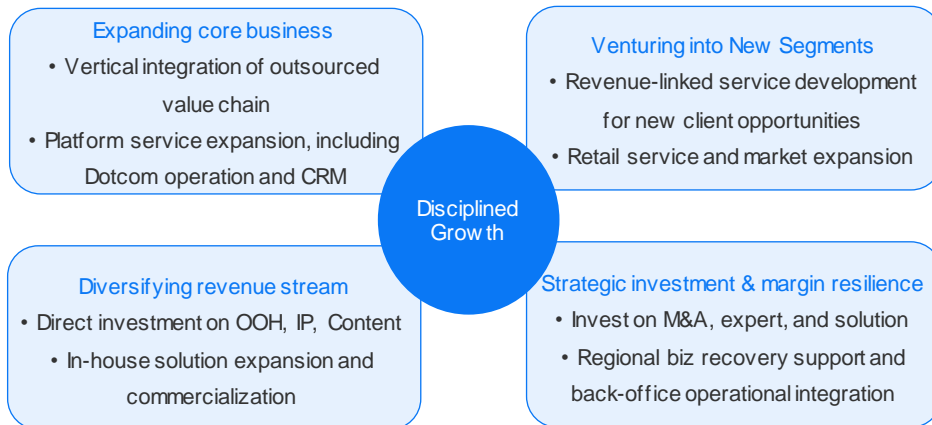 Expanding core business
• Vertical integration of outsourced
value chain
• Platform service expansion, including
Dotcom operation and CRM
Venturing into New Segments
• Revenue-linked service development
for new client opportunities
• Retail service and market expansion
Disciplined
Growth
Diversifying revenue stream
• Direct investment on OOH, IP, Content
• In-house solution expansion and
commercialization
Strategic investment & margin resilience
• Invest on M&A, expert, and solution
• Regional biz recovery support and
back-office operational integration